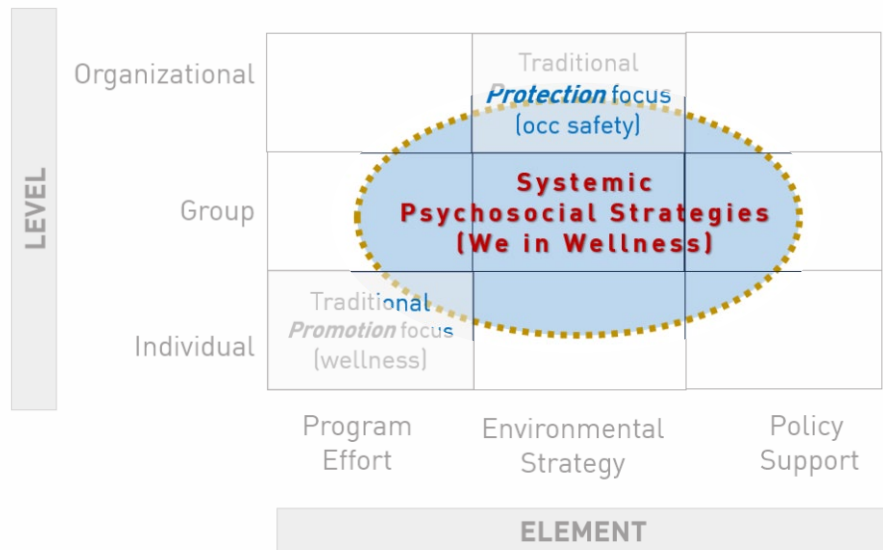 LEVEL
Organizational
Group
Individual
Traditional
Protection focus
(occ safety)
Systemic
Psychosocial Strategies
(We in Wellness)
Traditional
Promotion focus
(wellness)
Program
Effort
Environmental
Strategy
Policy
Support
ELEMENT